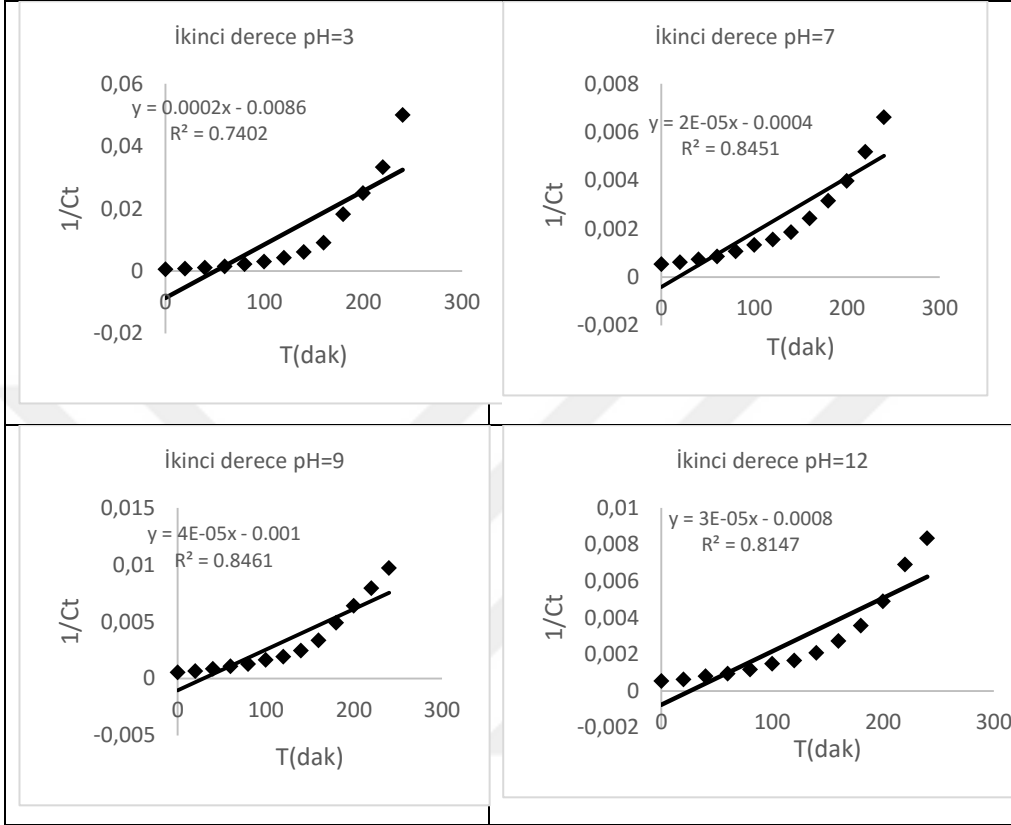 İkinci derece pH=3
0,06
y = 0.0002x - 0.0086
R² = 0.7402
0,04
0,02
0
-0,02
0
100
200
300
1/Ct
T(dak)
İkinci derece pH=7
0,008
y = 2E-05x - 0.0004
R² = 0.8451
0,006
0,004
0,002
0
-0,002
0
100
200
300
1/Ct
T(dak)
İkinci derece pH=9
0,015
y = 4E-05x - 0.001
R² = 0.8461
0,01
0,005
0
-0,005
0
100
200
300
1/Ct
T(dak)
İkinci derece pH=12
0,01
y = 3E-05x - 0.0008
R² = 0.8147
0,008
0,006
0,004
0,002
0
-0,002
0
100
200
300
1/Ct
T(dak)